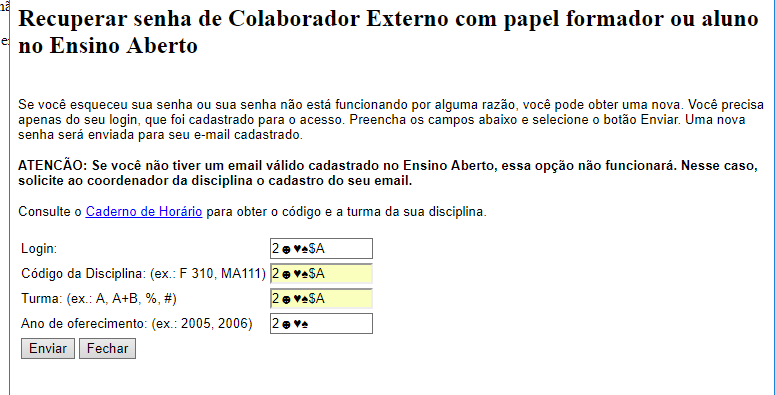 Recuperar senha de Colaborador Externo com papel formador ou aluno
no Ensino Aberto
Se você esqueceu sua senha ou sua senha não está funcionando por alguma razão, você pode obter uma nova. Você precisa
apenas do seu login, que foi cadastrado para o acesso. Preencha os campos abaixo e selecione o botão Enviar. Uma nova
senha será enviada para seu e-mail cadastrado.
ATENCÃO: Se você não tiver um email válido cadastrado no Ensino Aberto, essa opção não funcionará. Nesse caso,
solicite ao coordenador da disciplina o cadastro do seu email.
Consulte o Caderno de Horário para obter o código e a turma da sua disciplina.
Login: 2☻♥♠$A
Código da Disciplina: (ex.: F 310, MA111) 2☻♥♠$A
Turma: (ex.: A, A+B, %, #) 2☻♥♠$A
Ano de oferecimento: (ex.: 2005, 2006) 2☻♥♠
Enviar Fechar